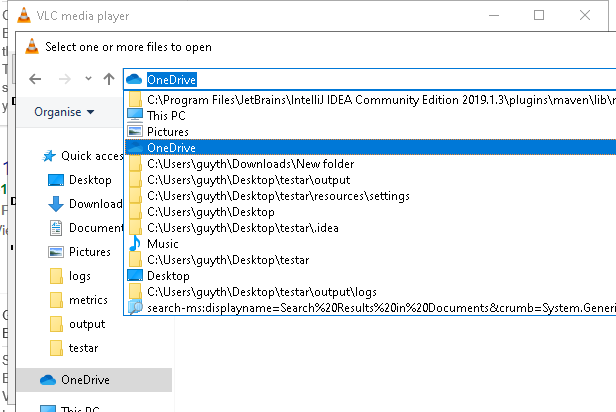 VLC media player
Select one or more files to open
OneDrive
Organise
C:\Program Files\JetBrains\IntelliJ IDEA Community Edition 2019.1.3\plugins\maven\lib\
This PC
Pictures
OneDrive
C:\Users\guyth\Downloads\New folder
C:\Users\guyth\Desktop\testar\output
C:\Users\guyth\Desktop\testar\resources\settings
C:\Users\guyth\Desktop
C:\Users\guyth\Desktop\testar\.idea
Music
C:\Users\guyth\Desktop\testar
Desktop
C:\Users\guyth\Desktop\testar\output\logs
search-ms:displayname=Search%20Results%20in%20Documents&crumb=System.Generi
Quick acces
Desktop
Download
Document
Pictures
logs
metrics
output
testar
OneDrive
This PC